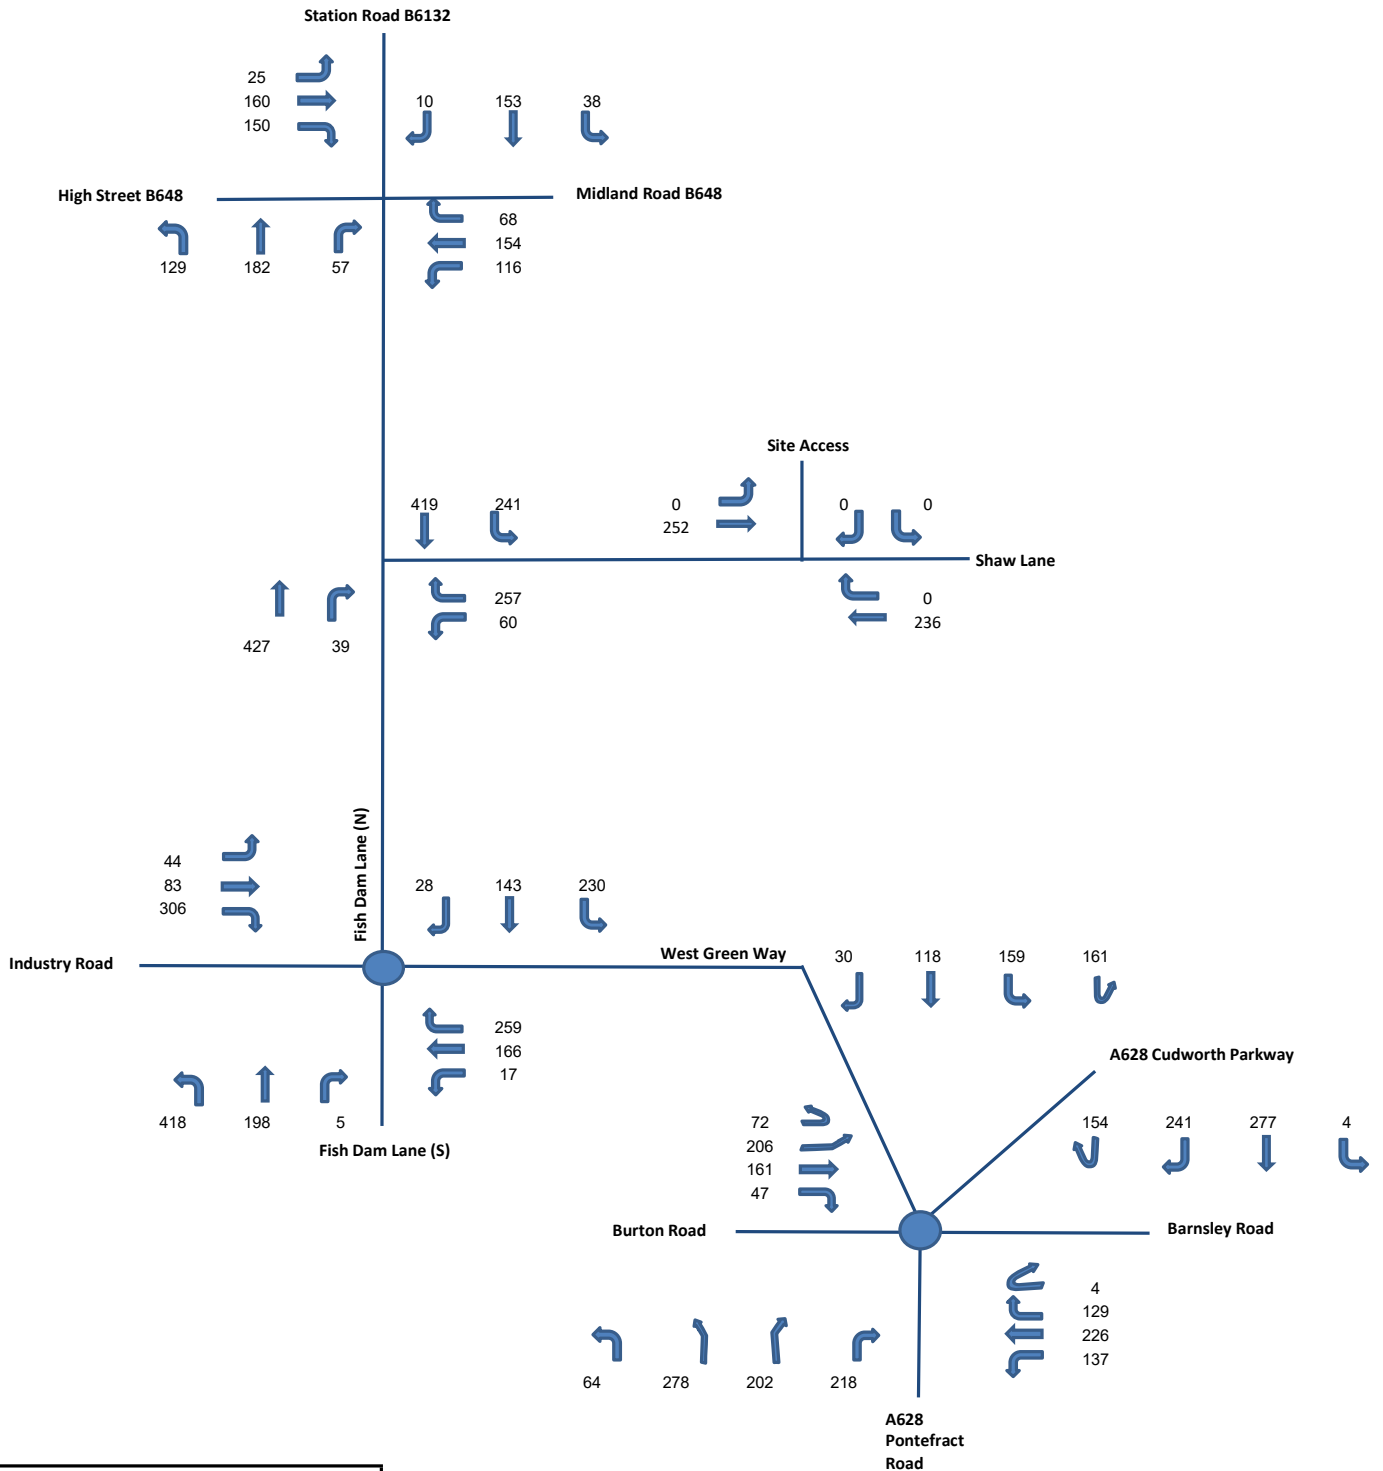 Station Road B6132
25
160
150
10 153 38
High Street B648
Midland Road B648
68
154
116
129 182 57
Site Access
419 241
0
252
0 0
Shaw Lane
257
60
0
236
427 39
Fish Dam Lane (N)
44
83
306
28 143 230
Industry Road
West Green Way
30 118 159 161
259
166
17
418 198 5
Fish Dam Lane (S)
A628 Cudworth Parkway
72
206
161
47
154 241 277 4
Burton Road
Barnsley Road
4
129
226
137
64 278 202 218
A628
Pontefract
Road